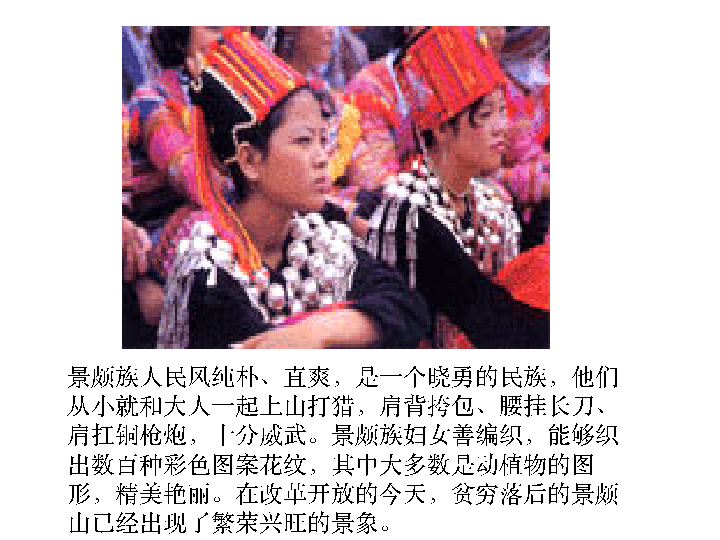 景颇族人民风纯朴、直爽，是一个骁勇的民族，他们
从小就和大人一起上山打猎，肩背挎包、腰挂长刀、
肩扛铜枪炮，十分威武。景颇族妇女善编织，能够织
出数百种彩色图案花纹，其中大多数是动植物的图
形，精美艳丽。在改革开放的今天，贫穷落后的景颇
山已经出现了繁荣兴旺的景象。